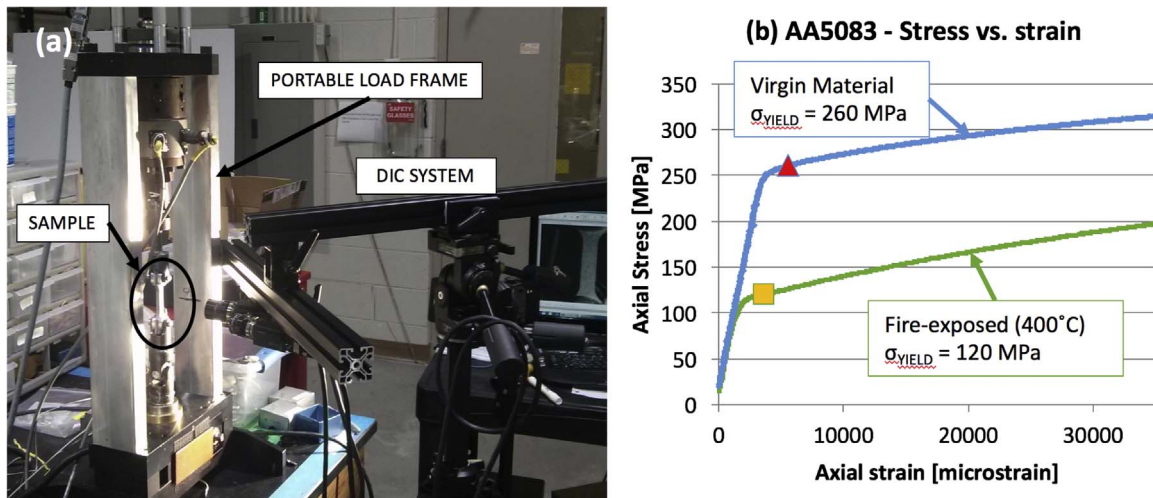 (a)
PORTABLE LOAD FRAME
SAFETY
GLASSES
DIC SYSTEM
SAMPLE
(b) AA5083 - Stress vs. strain
350
300
250
200
150
100
50
0
Axial Stress [MPa]
Virgin Material
σYIELD = 260 MPa
Fire-exposed (400˚C)
σYIELD = 120 MPa
0
10000
20000
30000
Axial strain [microstrain]